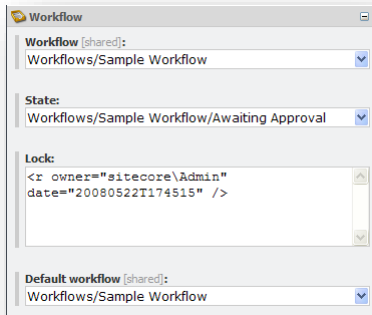 Workflow
Workflow [shared]:
Workflows/Sample Workflow
State:
Workflows/Sample Workflow/Awaiting Approval
Lock:
<r owner="sitecore\Admin"
date="20080522T174515" />
Default workflow [shared]:
Workflows/Sample Workflow